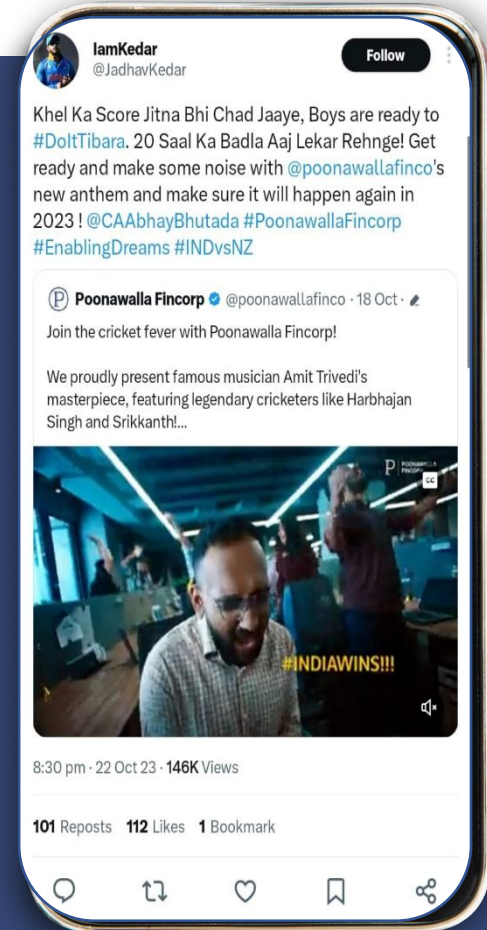 IamKedar
@JadhavKedar
Follow
Khel Ka Score Jitna Bhi Chad Jaaye, Boys are ready to
#DoItTibara. 20 Saal Ka Badla Aaj Lekar Rehnge! Get
ready and make some noise with @poonawallafinco's
new anthem and make sure it will happen again in
2023 ! @CAAbhayBhutada #PoonawallaFincorp
#EnablingDreams #INDvsNZ
Poonawalla Fincorp @poonawallafinco · 18 Oct ·
Join the cricket fever with Poonawalla Fincorp!
We proudly present famous musician Amit Trivedi's
masterpiece, featuring legendary cricketers like Harbhajan
Singh and Srikkanth!...
POONAWALLA
FINCORP
CC
#INDIAWINS!!!
8:30 pm · 22 Oct 23 · 146K Views
101 Reposts 112 Likes 1 Bookmark